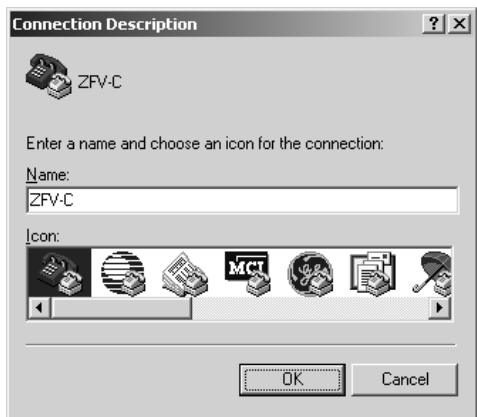 Connection Description
ZFV-C
Enter a name and choose an icon for the connection:
Name:
ZFV-C
Icon:
MCI
OK
Cancel